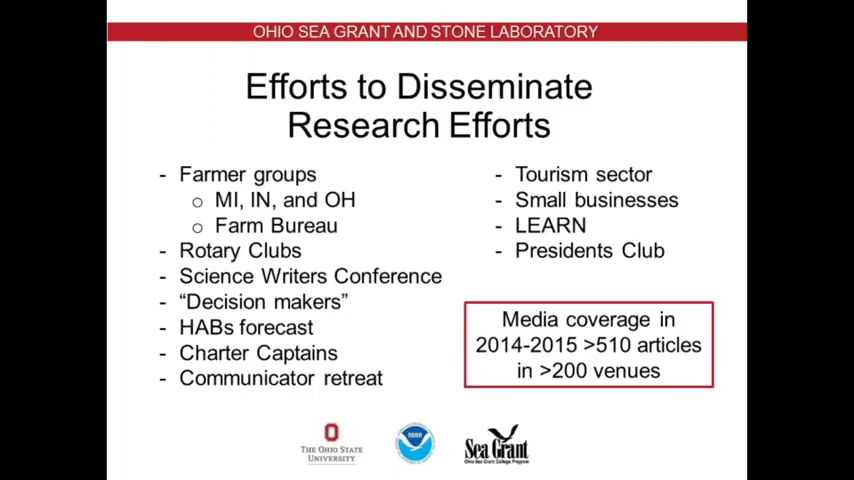 OHIO SEA GRANT AND STONE LABORATORY
Efforts to Disseminate
Research Efforts
- Farmer groups
o MI, IN, and OH
o Farm Bureau
- Rotary Clubs
- Science Writers Conference
- “Decision makers”
- HABs forecast
- Charter Captains
- Communicator retreat
- Tourism sector
- Small businesses
- LEARN
- Presidents Club
Media coverage in
2014-2015 >510 articles
in >200 venues
THE OHIO STATE
UNIVERSITY
NOAA
Sea Grant
Ohio Sea Grant College Program